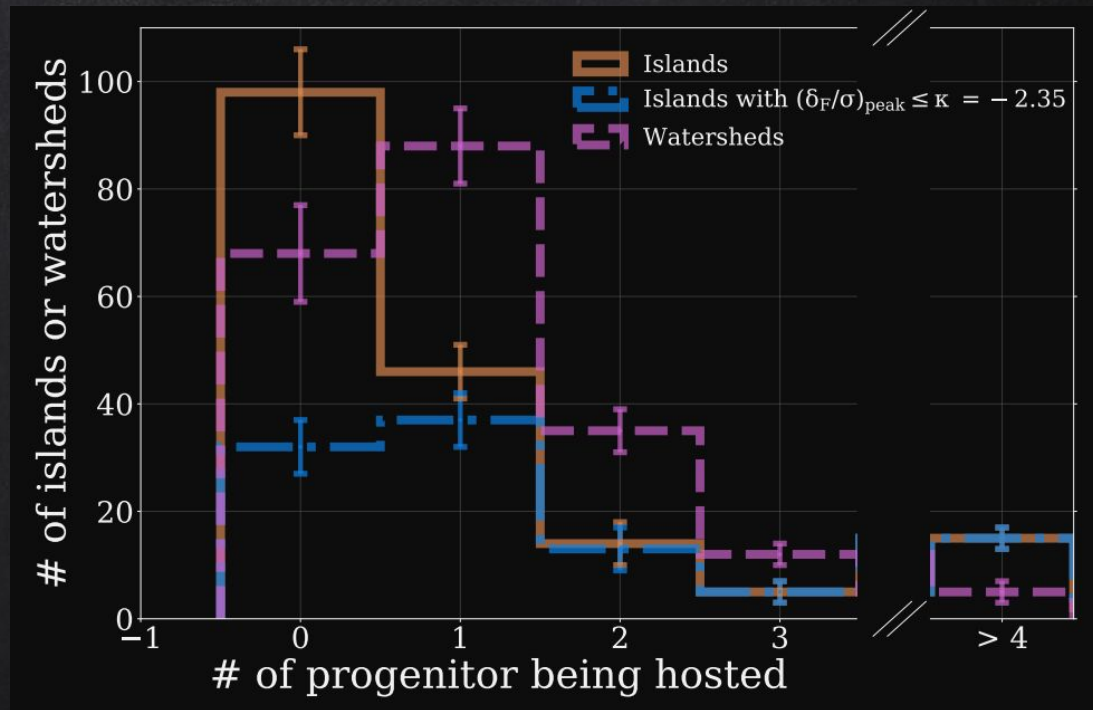 # of islands or watersheds
100
80
60
40
20
0
Islands
Islands with (δF/σ)peak ≤ κ = −2.35
Watersheds
−1 0 1 2 3 > 4
# of progenitor being hosted